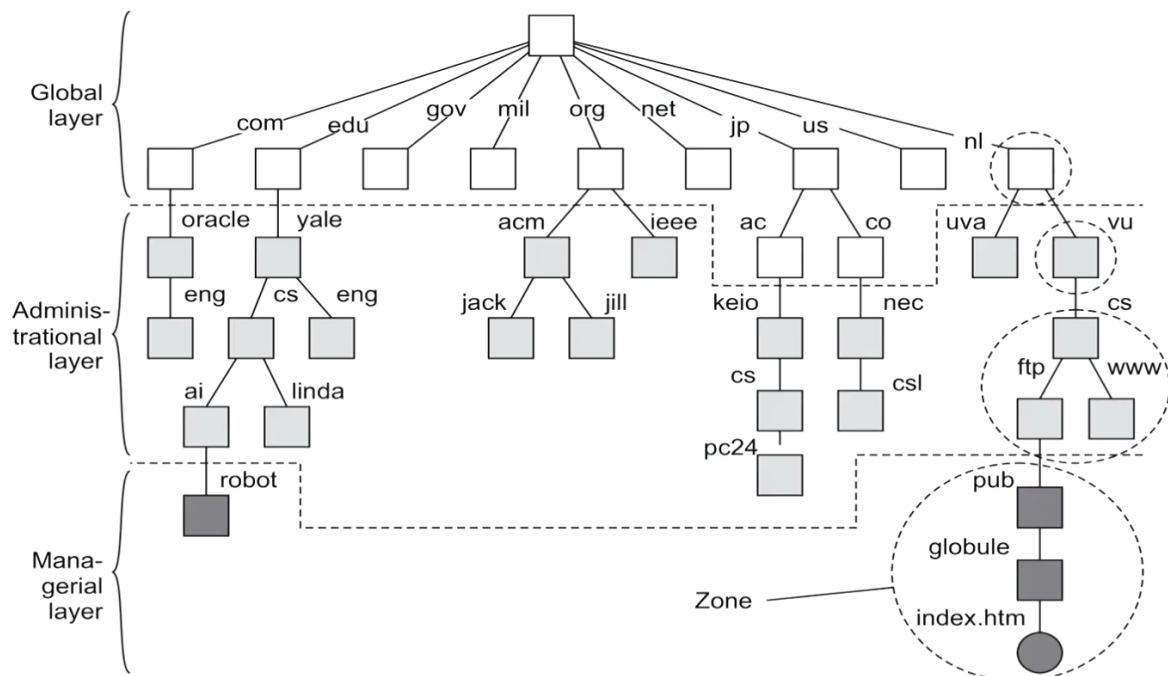 Global
layer
com
edu
gov
mil
org
net
jp
us
nl
oracle
yale
acm
ieee
ac
co
uva
vu
Adminis-
trational
layer
eng
cs
eng
jack
jill
keio
nec
cs
ai
linda
cs
csl
ftp
www
pc24
robot
pub
Mana-
gerial
layer
globule
Zone
index.htm